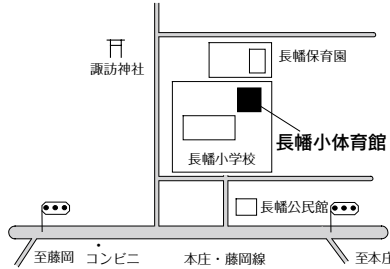 長幡保育園
諏訪神社
長幡小体育館
長幡小学校
長幡公民館
至藤岡
コンビニ
本庄・藤岡線
至本庄